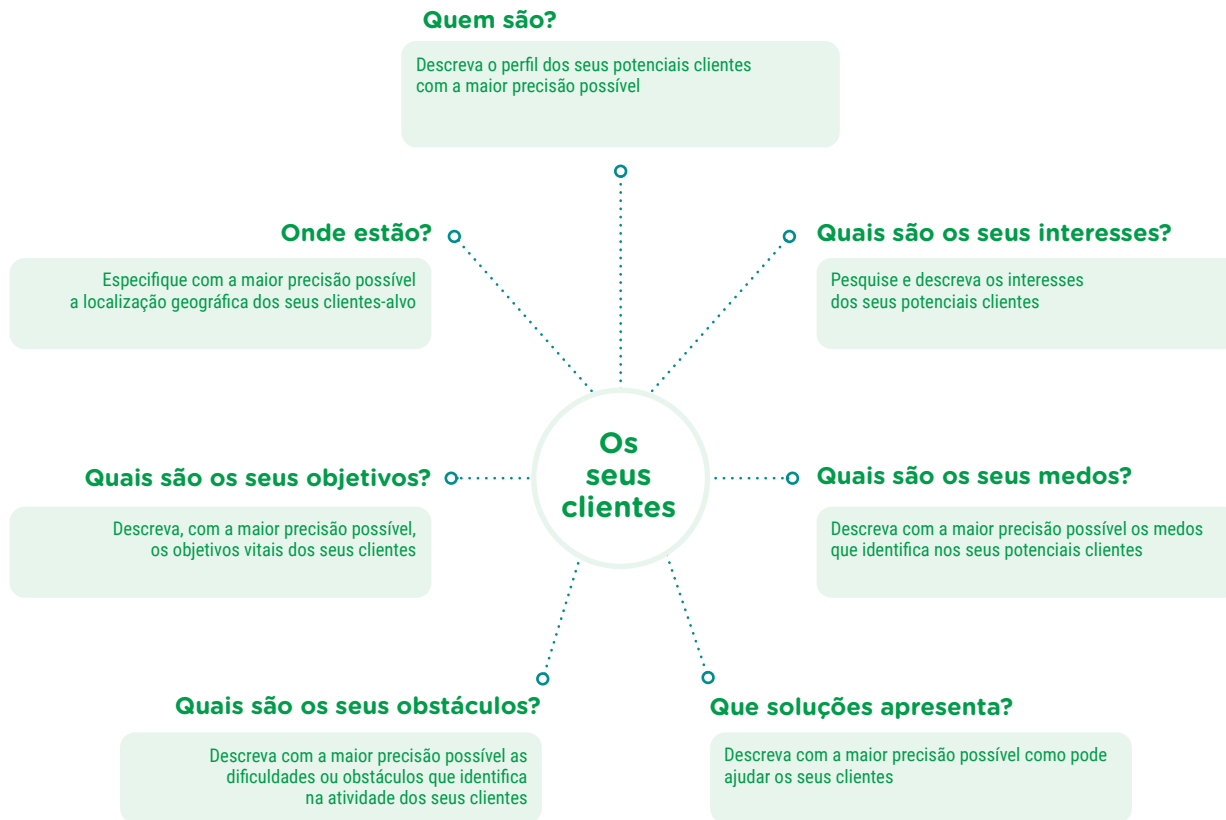 Quem são?
Descreva o perfil dos seus potenciais clientes
com a maior precisão possível
Onde estão?
Especifique com a maior precisão possível
a localização geográfica dos seus clientes-alvo
Quais são os seus interesses?
Pesquise e descreva os interesses
dos seus potenciais clientes
Os
seus
clientes
Quais são os seus objetivos?
Descreva, com a maior precisão possível,
os objetivos vitais dos seus clientes
Quais são os seus medos?
Descreva com a maior precisão possível os medos
que identifica nos seus potenciais clientes
Quais são os seus obstáculos?
Descreva com a maior precisão possível as
dificuldades ou obstáculos que identifica
na atividade dos seus clientes
Que soluções apresenta?
Descreva com a maior precisão possível como pode
ajudar os seus clientes